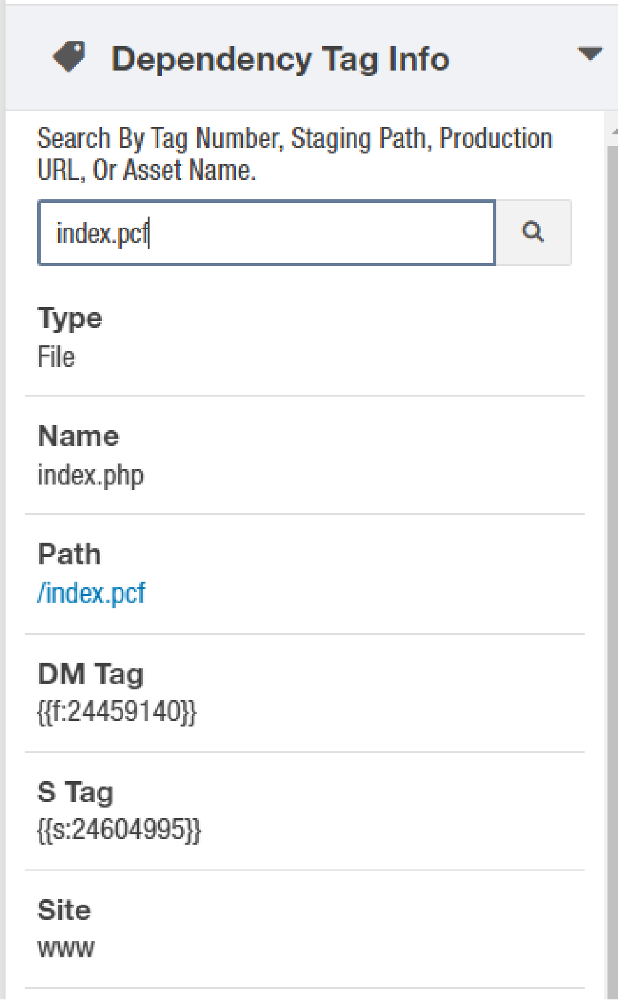 Dependency Tag Info
Search By Tag Number, Staging Path, Production
URL, Or Asset Name.
index.pcf
Type
File
Name
index.php
Path
/index.pcf
DM Tag
{{f:24459140}}
S Tag
{{s:24604995}}
Site
www